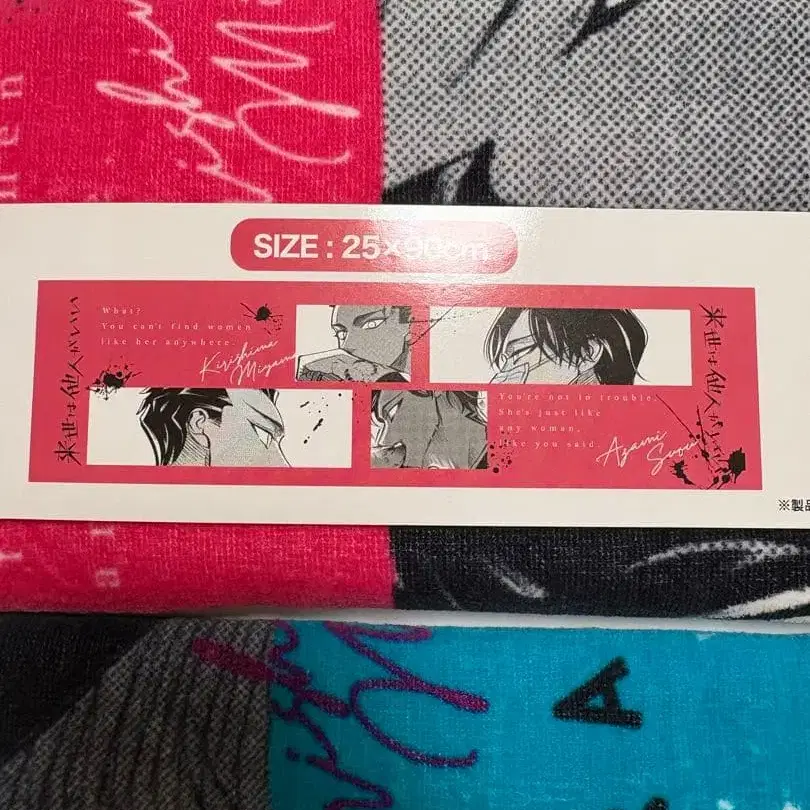 SIZE : 25×90cm
来世は他人がいい
What?
You can't find women
like her anywhere.
Kirishima
Miyama
来世は他人がいい
You're not in trouble.
She's just like
any woman,
like you said.
Azami
Suou
※製品
A